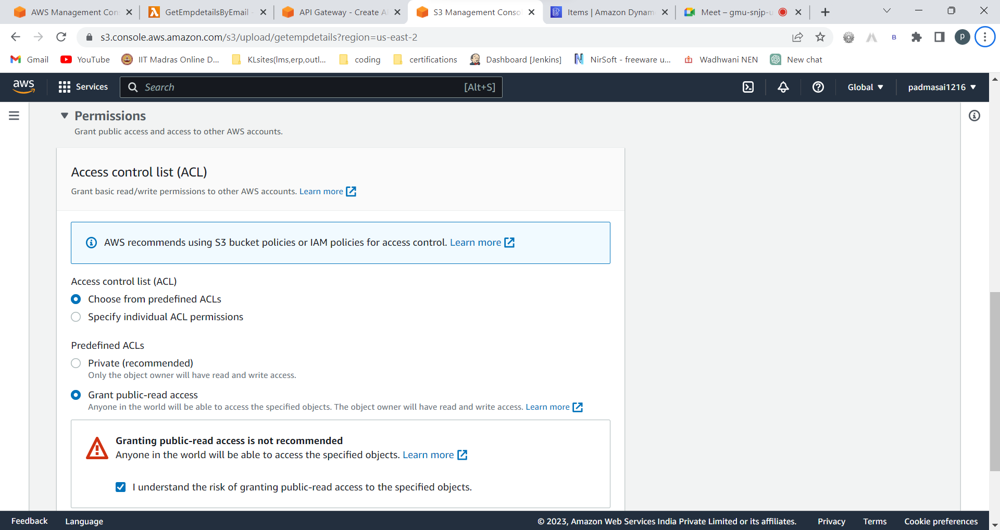 AWS Management Con
GetEmpdetailsByEmail -
API Gateway - Create A
S3 Management Conso
Items | Amazon Dynam
Meet – gmu-snjp-u
s3.console.aws.amazon.com/s3/upload/getempdetails?region=us-east-2
B
p
Gmail
YouTube
IIT Madras Online D...
KLsites(lms,erp,outl...
coding
certifications
Dashboard [Jenkins]
NirSoft - freeware u...
Wadhwani NEN
New chat
aws
Services
Search
[Alt+S]
Global
padmasai1216
Permissions
Grant public access and access to other AWS accounts.
Access control list (ACL)
Grant basic read/write permissions to other AWS accounts. Learn more
AWS recommends using S3 bucket policies or IAM policies for access control. Learn more
Access control list (ACL)
Choose from predefined ACLs
Specify individual ACL permissions
Predefined ACLs
Private (recommended)
Only the object owner will have read and write access.
Grant public-read access
Anyone in the world will be able to access the specified objects. The object owner will have read and write access. Learn more
Granting public-read access is not recommended
Anyone in the world will be able to access the specified objects. Learn more
I understand the risk of granting public-read access to the specified objects.
Feedback
Language
© 2023, Amazon Web Services India Private Limited or its affiliates.
Privacy
Terms
Cookie preferences